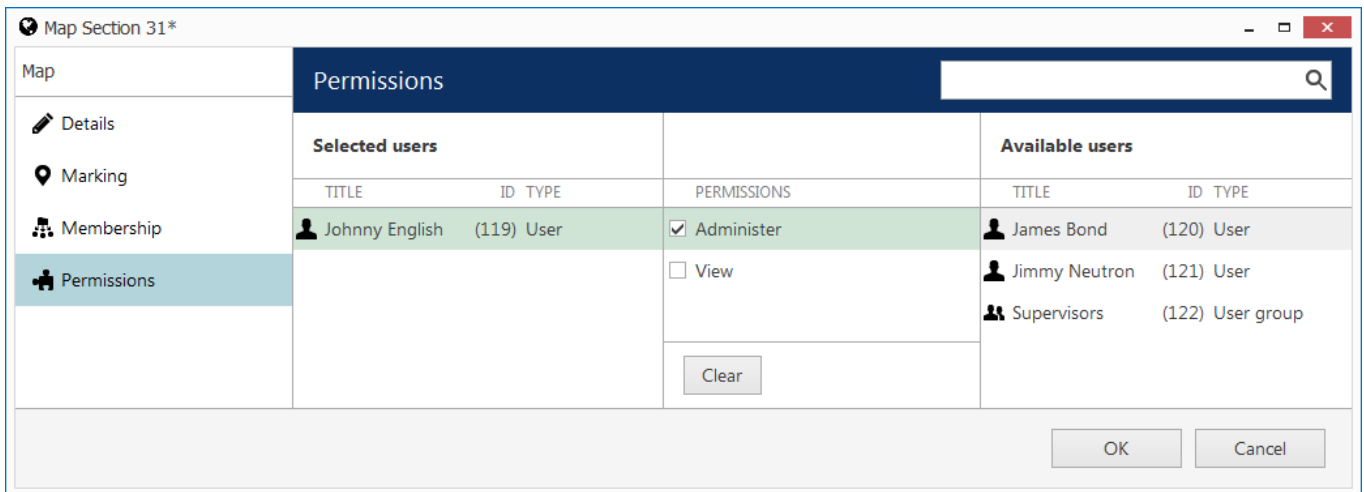 Map Section 31*
Map
Permissions
Details
Marking
Membership
Permissions
Selected users
Available users
TITLE ID TYPE
PERMISSIONS
TITLE ID TYPE
Johnny English (119) User
Administer
James Bond (120) User
View
Jimmy Neutron (121) User
Supervisors (122) User group
Clear
OK
Cancel